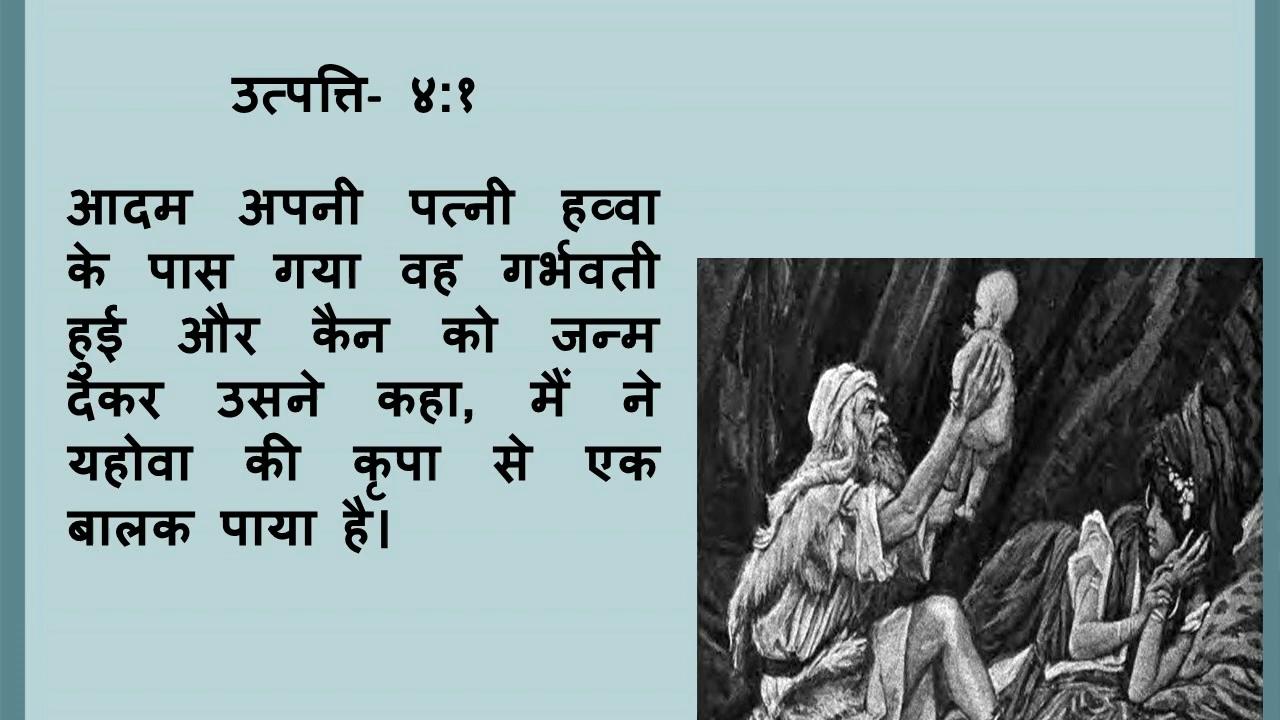 उत्पत्ति- ४:१
आदम अपनी पत्नी हव्वा
के पास गया वह गर्भवती
हुई और कैन को जन्म
देकर उसने कहा, मैं ने
यहोवा की कृपा से एक
बालक पाया है।